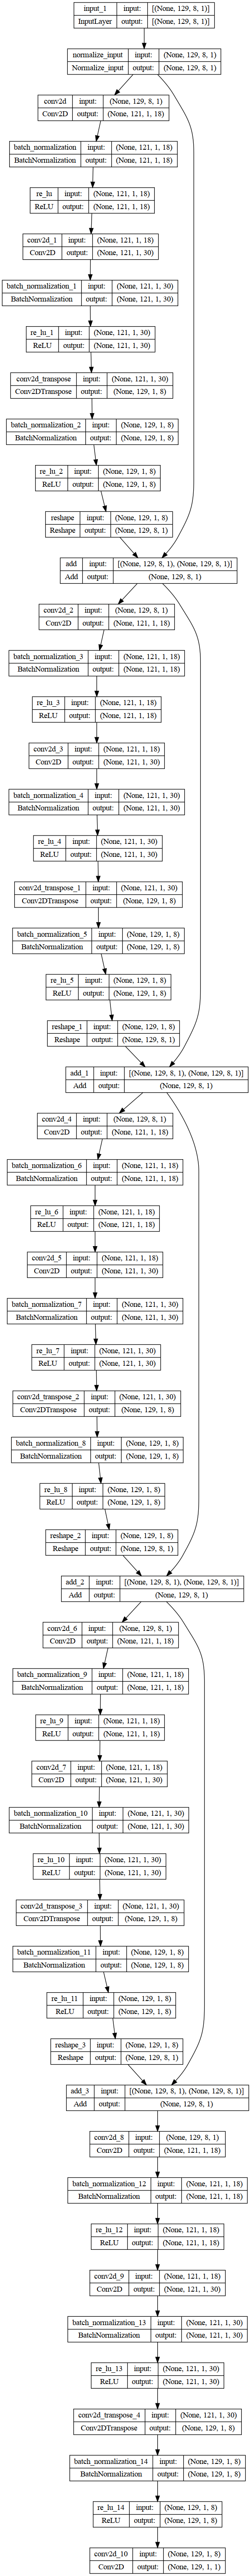 input_1 input: [(None, 129, 8, 1)]
InputLayer output: [(None, 129, 8, 1)]
normalize_input input: (None, 129, 8, 1)
Normalize_input output: (None, 129, 8, 1)
conv2d input: (None, 129, 8, 1)
Conv2D output: (None, 121, 1, 18)
batch_normalization input: (None, 121, 1, 18)
BatchNormalization output: (None, 121, 1, 18)
re_lu input: (None, 121, 1, 18)
ReLU output: (None, 121, 1, 18)
conv2d_1 input: (None, 121, 1, 18)
Conv2D output: (None, 121, 1, 30)
batch_normalization_1 input: (None, 121, 1, 30)
BatchNormalization output: (None, 121, 1, 30)
re_lu_1 input: (None, 121, 1, 30)
ReLU output: (None, 121, 1, 30)
conv2d_transpose input: (None, 121, 1, 30)
Conv2DTranspose output: (None, 129, 1, 8)
batch_normalization_2 input: (None, 129, 1, 8)
BatchNormalization output: (None, 129, 1, 8)
re_lu_2 input: (None, 129, 1, 8)
ReLU output: (None, 129, 1, 8)
reshape input: (None, 129, 1, 8)
Reshape output: (None, 129, 8, 1)
add input: [(None, 129, 8, 1), (None, 129, 8, 1)]
Add output: (None, 129, 8, 1)
conv2d_2 input: (None, 129, 8, 1)
Conv2D output: (None, 121, 1, 18)
batch_normalization_3 input: (None, 121, 1, 18)
BatchNormalization output: (None, 121, 1, 18)
re_lu_3 input: (None, 121, 1, 18)
ReLU output: (None, 121, 1, 18)
conv2d_3 input: (None, 121, 1, 18)
Conv2D output: (None, 121, 1, 30)
batch_normalization_4 input: (None, 121, 1, 30)
BatchNormalization output: (None, 121, 1, 30)
re_lu_4 input: (None, 121, 1, 30)
ReLU output: (None, 121, 1, 30)
conv2d_transpose_1 input: (None, 121, 1, 30)
Conv2DTranspose output: (None, 129, 1, 8)
batch_normalization_5 input: (None, 129, 1, 8)
BatchNormalization output: (None, 129, 1, 8)
re_lu_5 input: (None, 129, 1, 8)
ReLU output: (None, 129, 1, 8)
reshape_1 input: (None, 129, 1, 8)
Reshape output: (None, 129, 8, 1)
add_1 input: [(None, 129, 8, 1), (None, 129, 8, 1)]
Add output: (None, 129, 8, 1)
conv2d_4 input: (None, 129, 8, 1)
Conv2D output: (None, 121, 1, 18)
batch_normalization_6 input: (None, 121, 1, 18)
BatchNormalization output: (None, 121, 1, 18)
re_lu_6 input: (None, 121, 1, 18)
ReLU output: (None, 121, 1, 18)
conv2d_5 input: (None, 121, 1, 18)
Conv2D output: (None, 121, 1, 30)
batch_normalization_7 input: (None, 121, 1, 30)
BatchNormalization output: (None, 121, 1, 30)
re_lu_7 input: (None, 121, 1, 30)
ReLU output: (None, 121, 1, 30)
conv2d_transpose_2 input: (None, 121, 1, 30)
Conv2DTranspose output: (None, 129, 1, 8)
batch_normalization_8 input: (None, 129, 1, 8)
BatchNormalization output: (None, 129, 1, 8)
re_lu_8 input: (None, 129, 1, 8)
ReLU output: (None, 129, 1, 8)
reshape_2 input: (None, 129, 1, 8)
Reshape output: (None, 129, 8, 1)
add_2 input: [(None, 129, 8, 1), (None, 129, 8, 1)]
Add output: (None, 129, 8, 1)
conv2d_6 input: (None, 129, 8, 1)
Conv2D output: (None, 121, 1, 18)
batch_normalization_9 input: (None, 121, 1, 18)
BatchNormalization output: (None, 121, 1, 18)
re_lu_9 input: (None, 121, 1, 18)
ReLU output: (None, 121, 1, 18)
conv2d_7 input: (None, 121, 1, 18)
Conv2D output: (None, 121, 1, 30)
batch_normalization_10 input: (None, 121, 1, 30)
BatchNormalization output: (None, 121, 1, 30)
re_lu_10 input: (None, 121, 1, 30)
ReLU output: (None, 121, 1, 30)
conv2d_transpose_3 input: (None, 121, 1, 30)
Conv2DTranspose output: (None, 129, 1, 8)
batch_normalization_11 input: (None, 129, 1, 8)
BatchNormalization output: (None, 129, 1, 8)
re_lu_11 input: (None, 129, 1, 8)
ReLU output: (None, 129, 1, 8)
reshape_3 input: (None, 129, 1, 8)
Reshape output: (None, 129, 8, 1)
add_3 input: [(None, 129, 8, 1), (None, 129, 8, 1)]
Add output: (None, 129, 8, 1)
conv2d_8 input: (None, 129, 8, 1)
Conv2D output: (None, 121, 1, 18)
batch_normalization_12 input: (None, 121, 1, 18)
BatchNormalization output: (None, 121, 1, 18)
re_lu_12 input: (None, 121, 1, 18)
ReLU output: (None, 121, 1, 18)
conv2d_9 input: (None, 121, 1, 18)
Conv2D output: (None, 121, 1, 30)
batch_normalization_13 input: (None, 121, 1, 30)
BatchNormalization output: (None, 121, 1, 30)
re_lu_13 input: (None, 121, 1, 30)
ReLU output: (None, 121, 1, 30)
conv2d_transpose_4 input: (None, 121, 1, 30)
Conv2DTranspose output: (None, 129, 1, 8)
batch_normalization_14 input: (None, 129, 1, 8)
BatchNormalization output: (None, 129, 1, 8)
re_lu_14 input: (None, 129, 1, 8)
ReLU output: (None, 129, 1, 8)
conv2d_10 input: (None, 129, 1, 8)
Conv2D output: (None, 129, 1, 1)